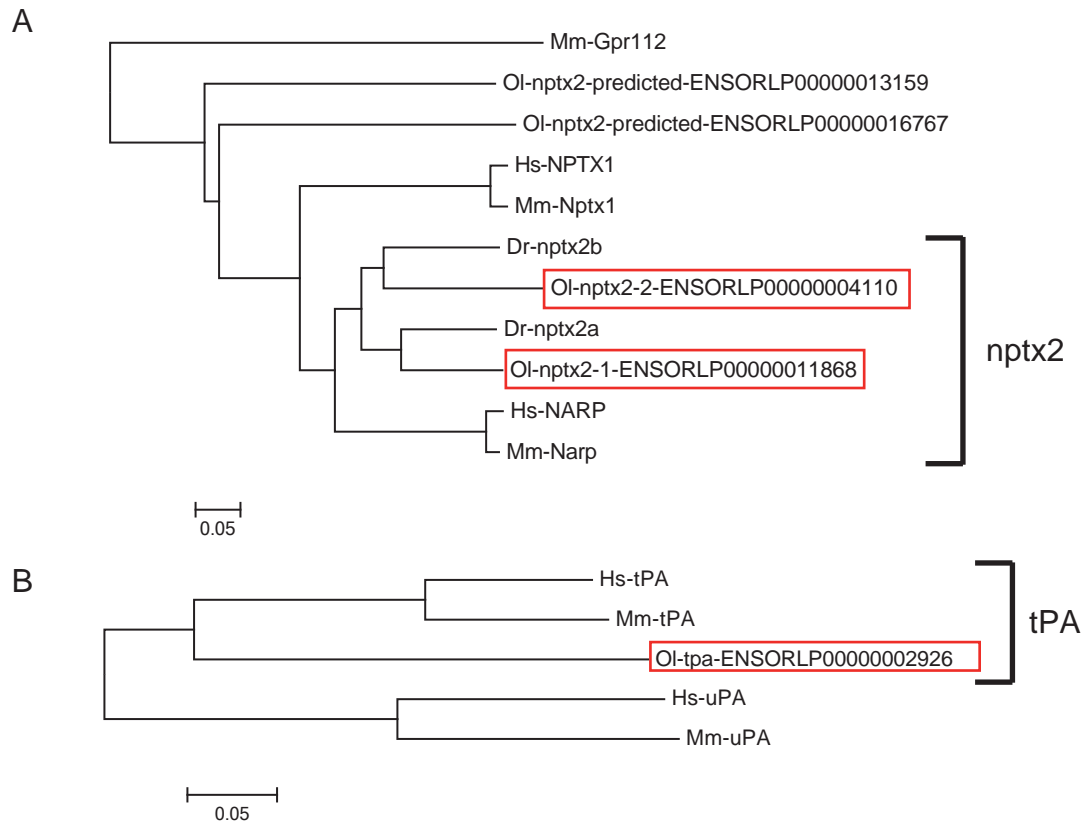 A
Mm-Gpr112
Ol-nptx2-predicted-ENSORLP00000013159
Ol-nptx2-predicted-ENSORLP00000016767
Hs-NPTX1
Mm-Nptx1
Dr-nptx2b
Ol-nptx2-2-ENSORLP00000004110
Dr-nptx2a
Ol-nptx2-1-ENSORLP00000011868
Hs-NARP
Mm-Narp
nptx2
0.05
B
Hs-tPA
Mm-tPA
Ol-tpa-ENSORLP00000002926
Hs-uPA
Mm-uPA
tPA
0.05